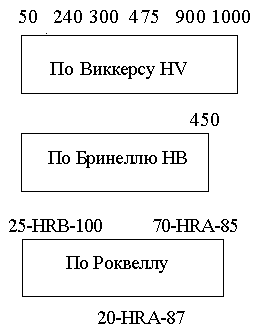 50 240 300 475 900 1000
По Виккерсу HV
450
По Бринеллю НВ
25-HRB-100 70-HRA-85
По Роквеллу
20-HRA-87